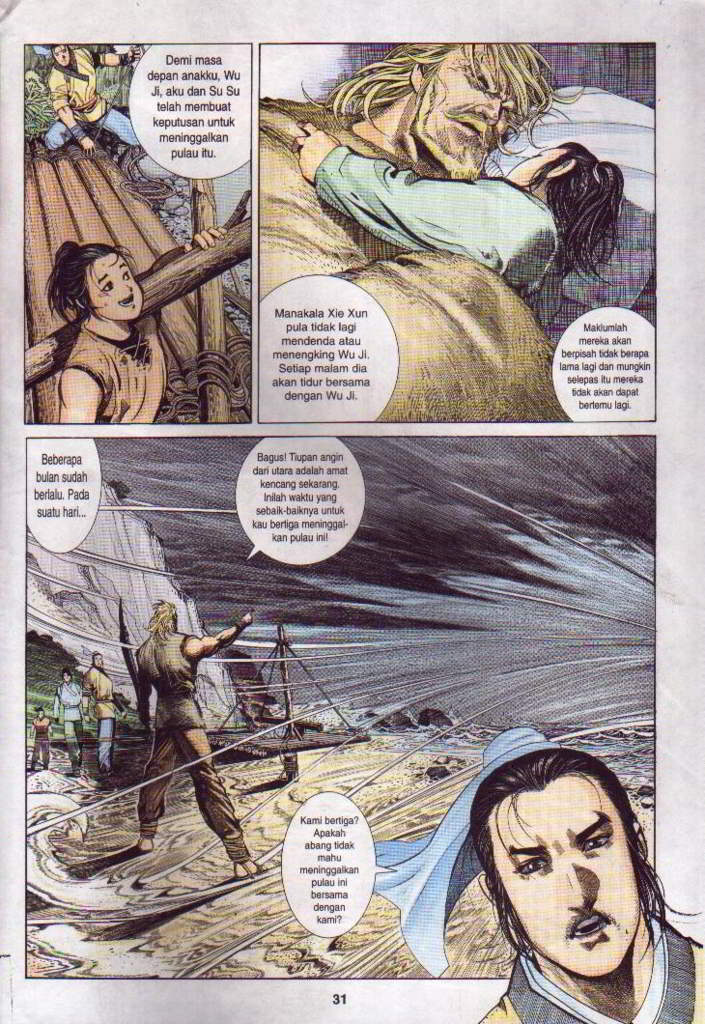 Demi masa
depan anakku, Wu
Ji, aku dan Su Su
telah membuat
keputusan untuk
meninggalkan
pulau itu.
Manakala Xie Xun
pula tidak lagi
mendenda atau
menengking Wu Ji.
Setiap malam dia
akan tidur bersama
dengan Wu Ji.
Maklumlah
mereka akan
berpisah tidak berapa
lama lagi dan mungkin
selepas itu mereka
tidak akan dapat
bertemu lagi.
Beberapa
bulan sudah
berlalu. Pada
suatu hari...
Bagus! Tiupan angin
dari utara adalah amat
kencang sekarang.
Inilah waktu yang
sebaik-baiknya untuk
kau bertiga meninggal-
kan pulau ini!
Kami bertiga?
Apakah
abang tidak
mahu
meninggalkan
pulau ini
bersama
dengan
kami?
31